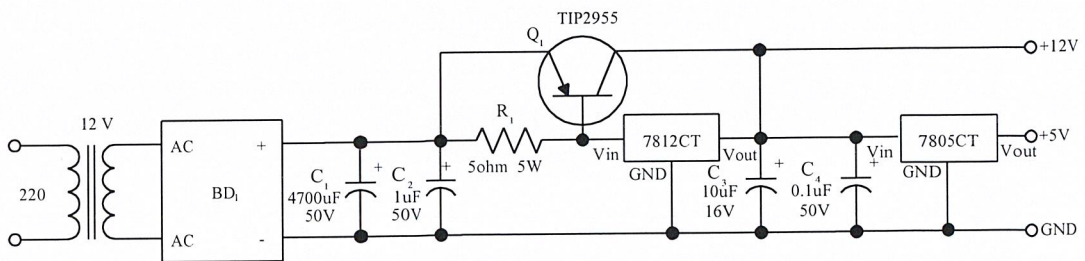 TIP2955
Q1
+12V
12 V
R1
AC
+
+
+
7812CT
7805CT
+5V
5ohm 5W
Vin
Vout
Vin
Vout
C1
C2
GND
C3
+
C4
+
GND
220
4700uF
1uF
10uF
0.1uF
BD1
50V
50V
16V
50V
AC
-
GND